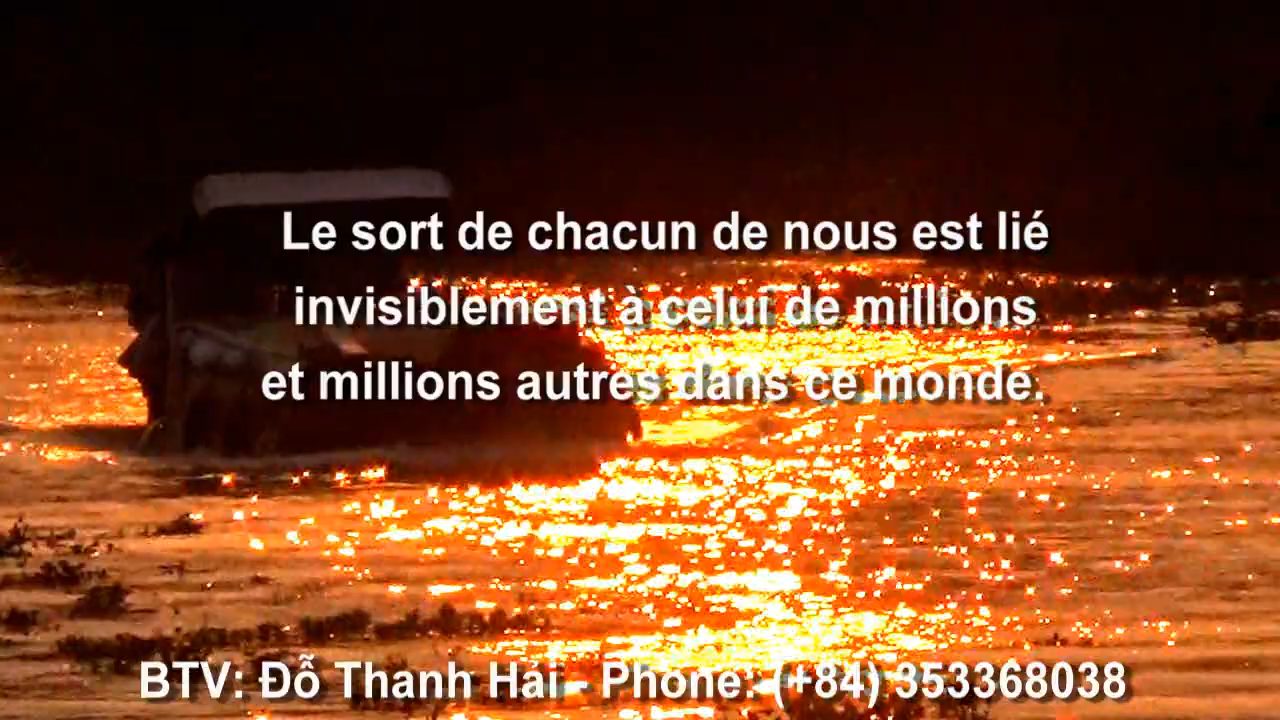 Le sort de chacun de nous est lié
invisiblement à celui de millions
et millions autres dans ce monde.
BTV: Đỗ Thanh Hải - Phone: (+84) 353368038